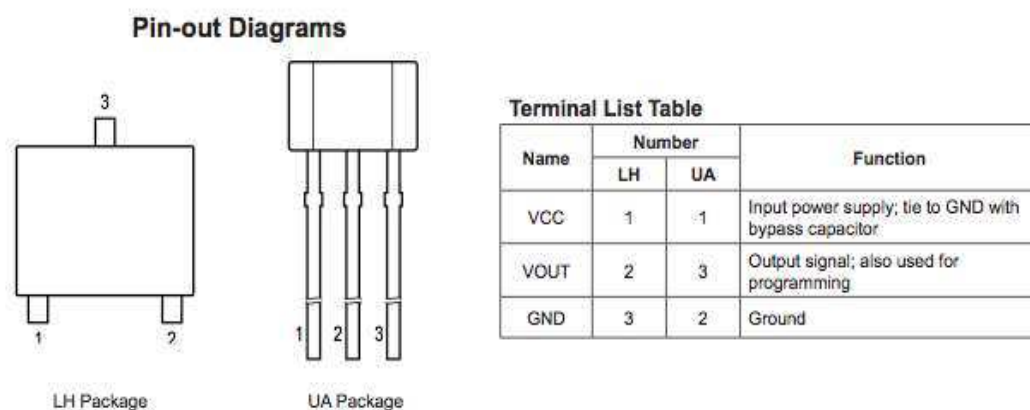 Pin-out Diagrams
3
1
2
LH Package
1
2
3
UA Package
Terminal List Table
Name
Number
Function
LH
UA
VCC
1
1
Input power supply; tie to GND with
bypass capacitor
VOUT
2
3
Output signal; also used for
programming
GND
3
2
Ground